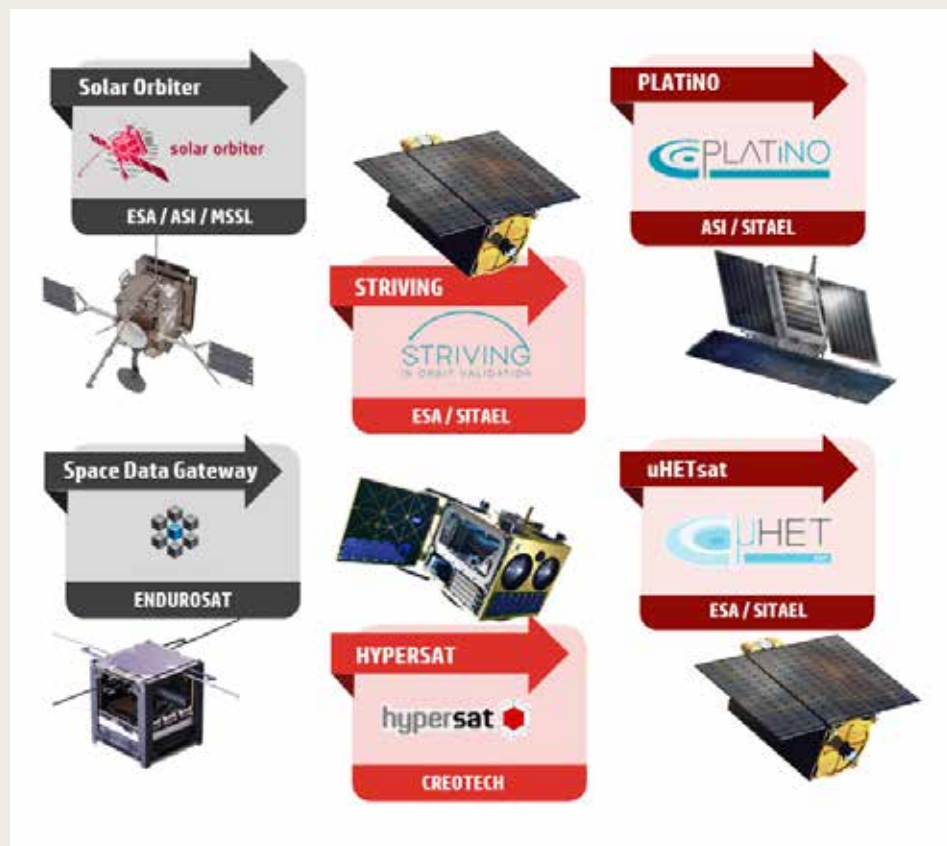 Solar Orbiter
solar orbiter
ESA / ASI / MSSL
STRIVING
STRIVING
IN ORBIT VALIDATION
ESA / SITAEL
PLATiNO
PLATiNO
ASI / SITAEL
Space Data Gateway
ENDUROSAT
HYPERSAT
hypersat
CREOTECH
uHETsat
µHET
ESA / SITAEL